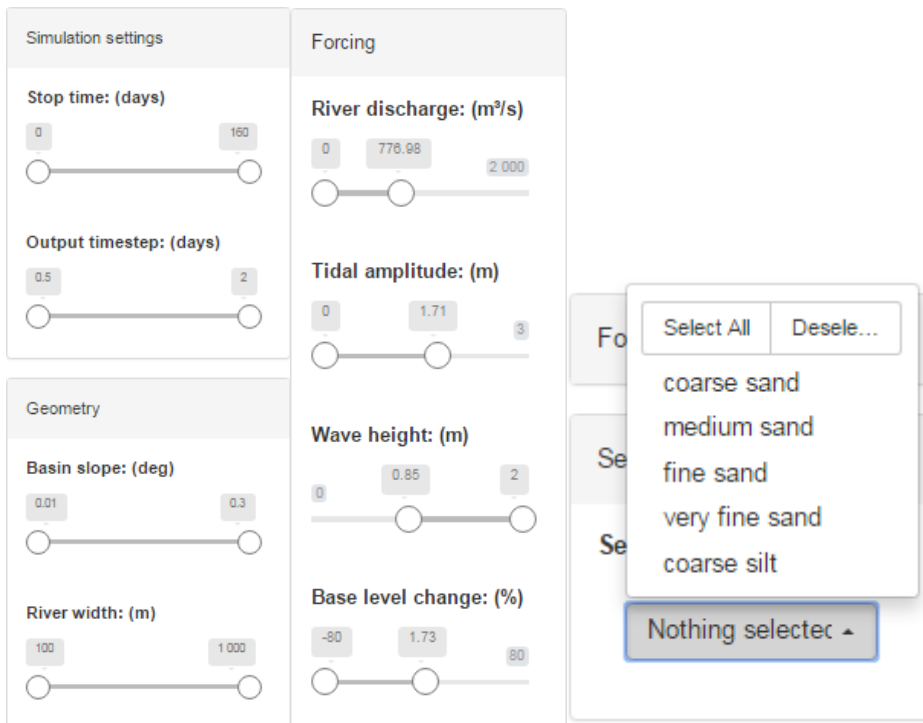 Simulation settings
Stop time: (days)
0 160
Output timestep: (days)
0.5 2
Geometry
Basin slope: (deg)
0.01 0.3
River width: (m)
100 1 000
Forcing
River discharge: (m³/s)
0 776.98 2 000
Tidal amplitude: (m)
0 1.71 3
Wave height: (m)
0 0.85 2
Base level change: (%)
-80 1.73 80
Fo
Se
Se
Select All Desele...
coarse sand
medium sand
fine sand
very fine sand
coarse silt
Nothing selectec